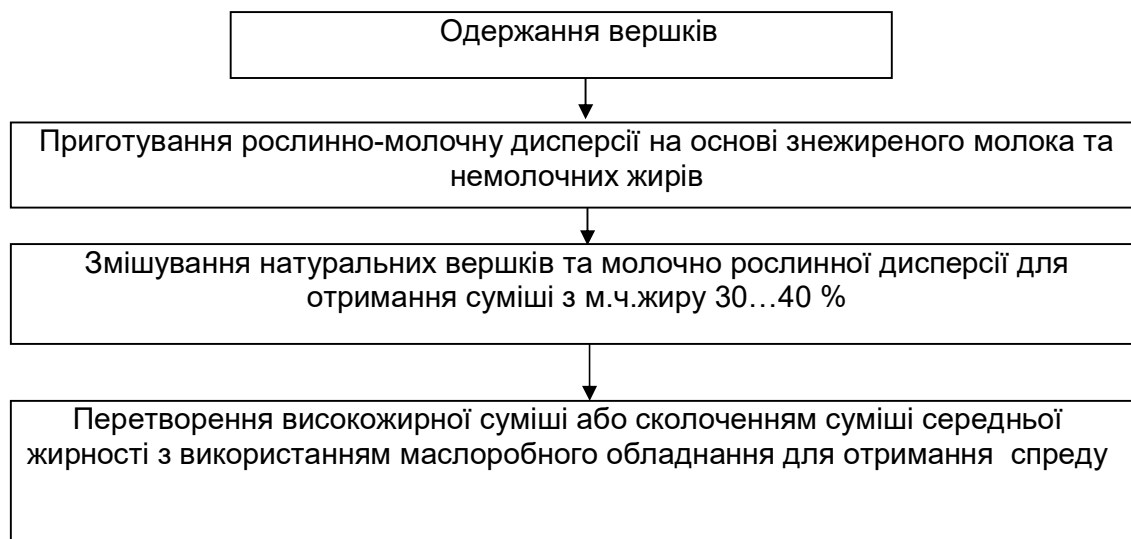 Одержання вершків
Приготування рослинно-молочну дисперсії на основі знежиреного молока та
немолочних жирів
Змішування натуральних вершків та молочно рослинної дисперсії для
отримання суміші з м.ч.жиру 30…40 %
Перетворення високожирної суміші або сколоченням суміші середньої
жирності з використанням маслоробного обладнання для отримання спреду